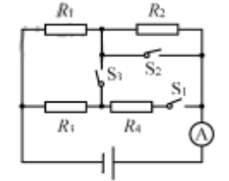 R₁ R₂
S₂
S₃
S₁
R₃ R₄
A